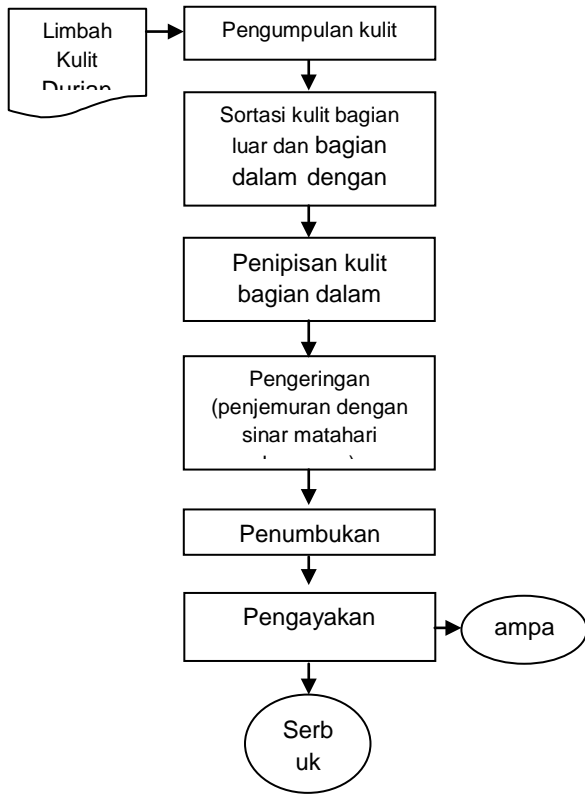 Limbah
Kulit
Durian
Pengumpulan kulit
Sortasi kulit bagian
luar dan bagian
dalam dengan
Penipisan kulit
bagian dalam
Pengeringan
(penjemuran dengan
sinar matahari
Penumbukan
Pengayakan
ampa
Serb
uk